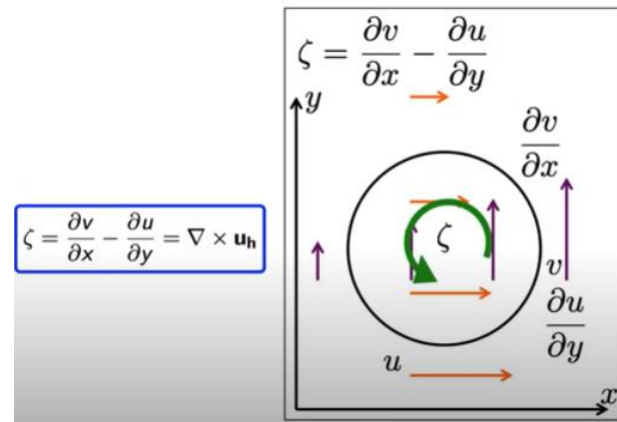 ζ = ∂v/∂x − ∂u/∂y = ∇ × u_h
ζ = ∂v/∂x − ∂u/∂y
y
∂v/∂x
ζ
v
∂u/∂y
u
x